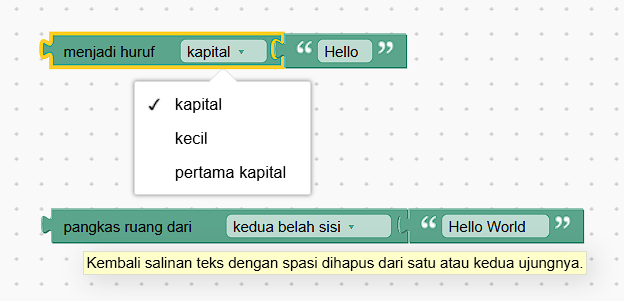 menjadi huruf kapital “ Hello ”
✓ kapital
kecil
pertama kapital
pangkas ruang dari kedua belah sisi “ Hello World ”
Kembali salinan teks dengan spasi dihapus dari satu atau kedua ujungnya.